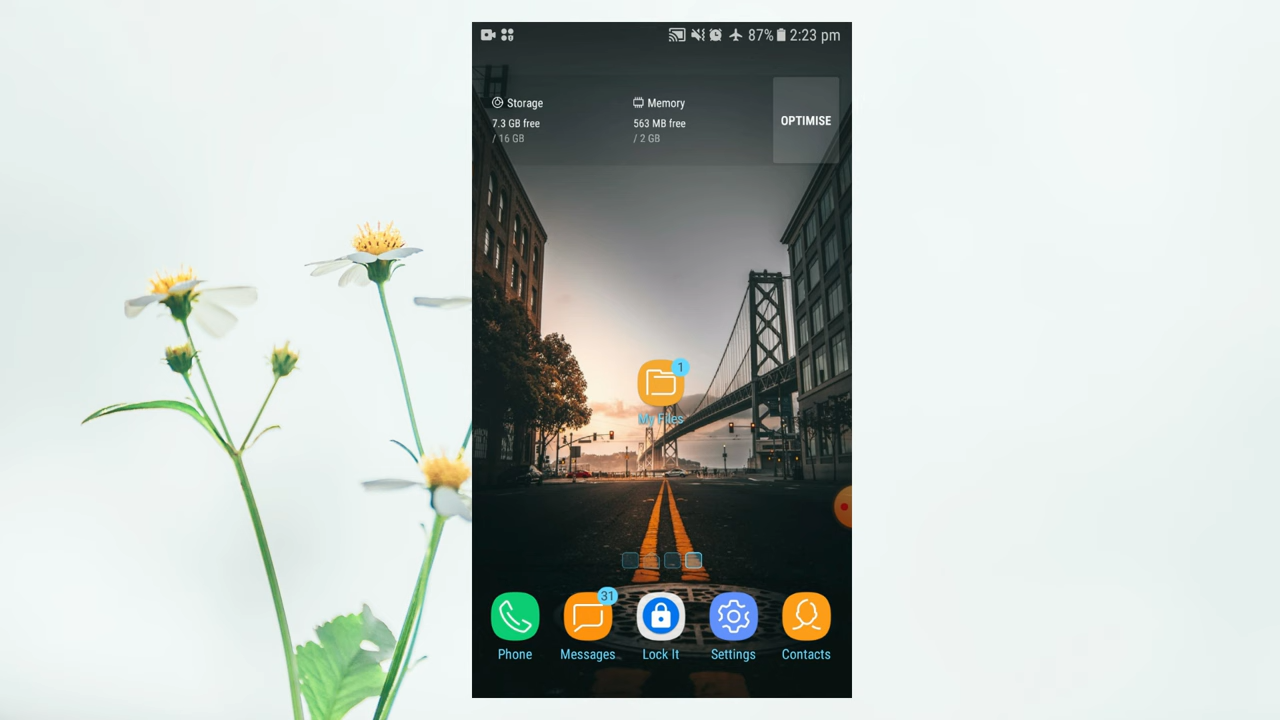 87% 2:23 pm
Storage
7.3 GB free
/ 16 GB
Memory
563 MB free
/ 2 GB
OPTIMISE
1
My Files
31
Phone
Messages
Lock It
Settings
Contacts